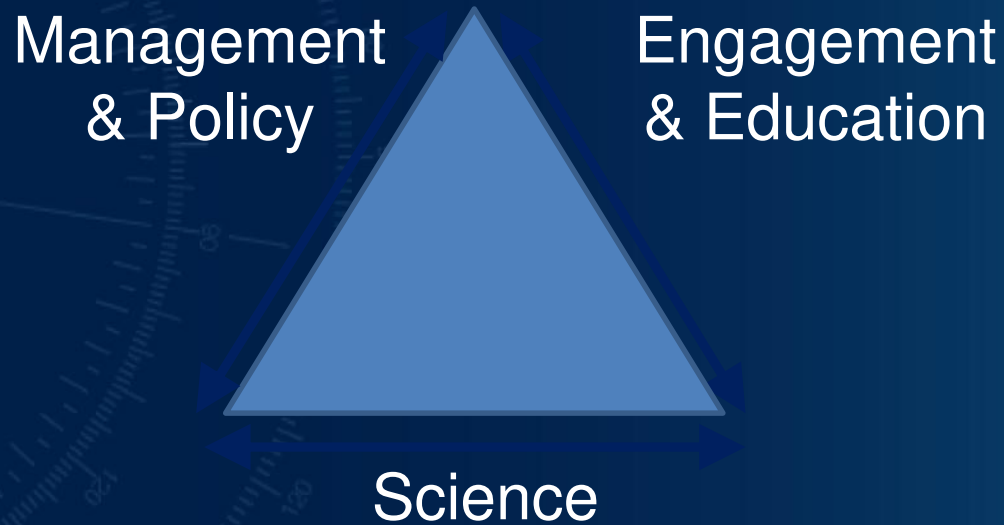 Management
& Policy
Engagement
& Education
Science